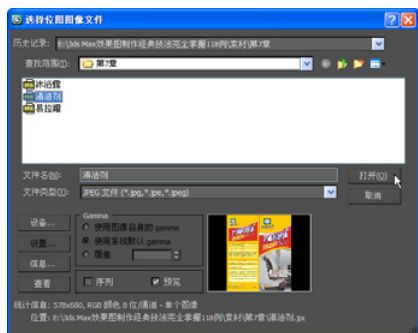 选择位图图像文件
历史记录: E:\3ds Max效果图制作经典技法完全掌握118例\素材\第7章
查找范围(I): 第7章
沐浴露
清洁剂
易拉罐
文件名(N): 清洁剂 打开(O)
文件类型(T): JPEG 文件 (*.jpg,*.jpe,*.jpeg) 取消
设备... Gamma
使用图像自身的 gamma
设置... 使用系统默认 gamma
覆盖
信息...
查看 序列 预览
统计信息: 578x680, RGB 颜色 8 位/通道 - 单个图像
位置: E:\3ds Max效果图制作经典技法完全掌握118例\素材\第7章\清洁剂.jpg